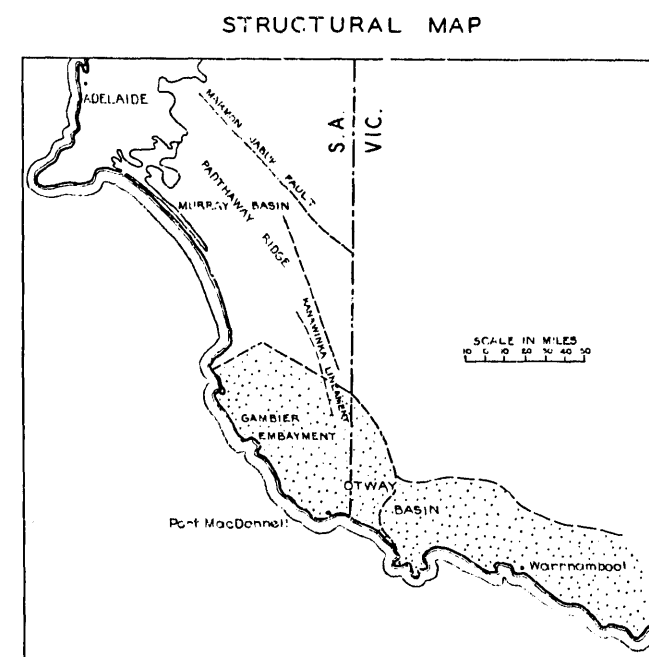 STRUCTURAL MAP
ADELAIDE
MARMON JABUY FAULT
S.A.
VIC.
PADTHAWAY RIDGE
MURRAY BASIN
KANAWINKA LINEAMENT
SCALE IN MILES
10 0 10 20 30 40 50
GAMBIER
EMBAYMENT
OTWAY
BASIN
Port MacDonnell
Warrnambool